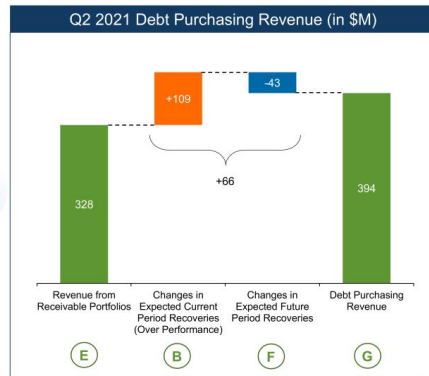 Q2 2021 Debt Purchasing Revenue (in $M)
+109
-43
+66
328
394
Revenue from
Receivable Portfolios
Changes in
Expected Current
Period Recoveries
(Over Performance)
Changes in
Expected Future
Period Recoveries
Debt Purchasing
Revenue
E
B
F
G